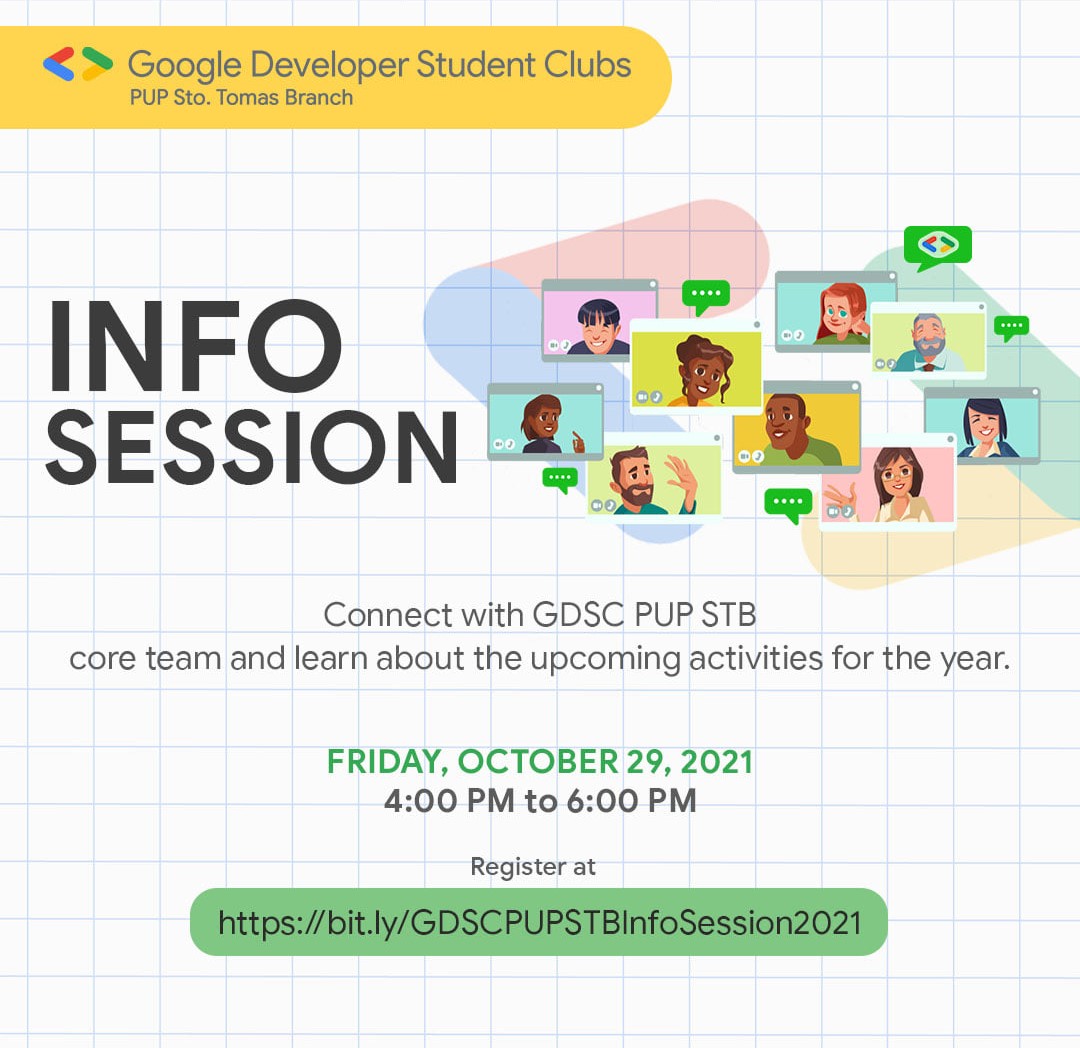 Google Developer Student Clubs
PUP Sto. Tomas Branch
INFO
SESSION
Connect with GDSC PUP STB
core team and learn about the upcoming activities for the year.
FRIDAY, OCTOBER 29, 2021
4:00 PM to 6:00 PM
Register at
https://bit.ly/GDSCPUPSTBInfoSession2021